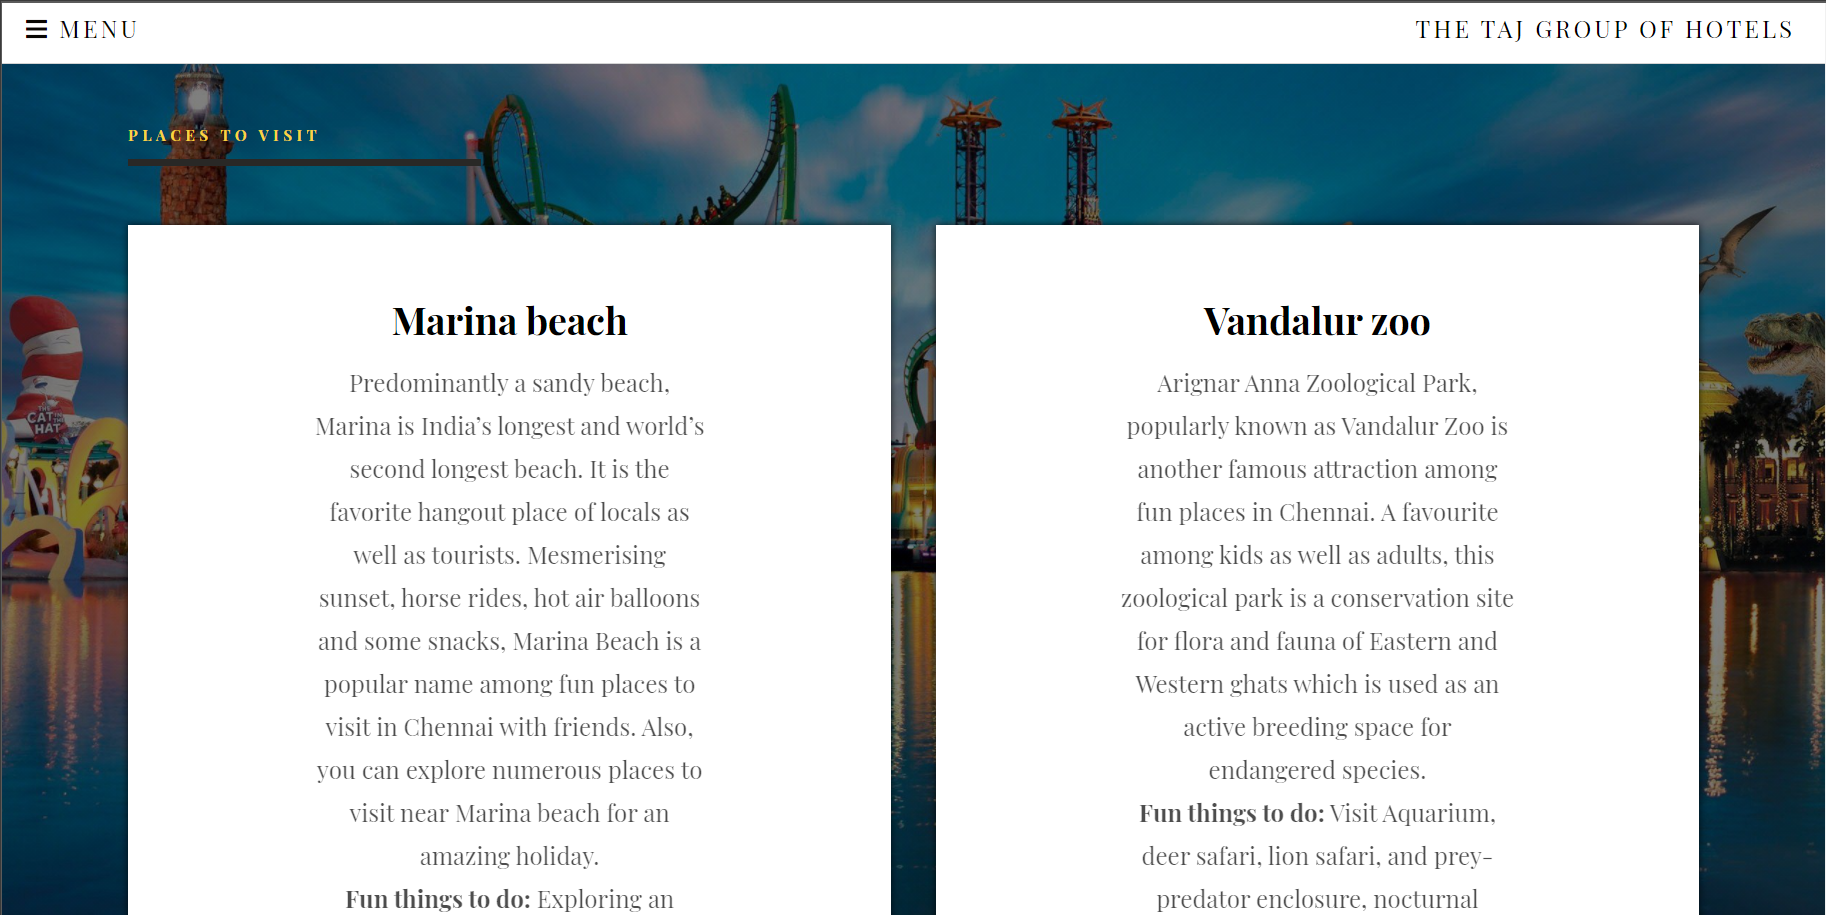 MENU
THE TAJ GROUP OF HOTELS
PLACES TO VISIT
THE
CAT IN THE
HAT
Marina beach
Predominantly a sandy beach,
Marina is India’s longest and world’s
second longest beach. It is the
favorite hangout place of locals as
well as tourists. Mesmerising
sunset, horse rides, hot air balloons
and some snacks, Marina Beach is a
popular name among fun places to
visit in Chennai with friends. Also,
you can explore numerous places to
visit near Marina beach for an
amazing holiday.
Fun things to do: Exploring an
Vandalur zoo
Arignar Anna Zoological Park,
popularly known as Vandalur Zoo is
another famous attraction among
fun places in Chennai. A favourite
among kids as well as adults, this
zoological park is a conservation site
for flora and fauna of Eastern and
Western ghats which is used as an
active breeding space for
endangered species.
Fun things to do: Visit Aquarium,
deer safari, lion safari, and prey-
predator enclosure, nocturnal